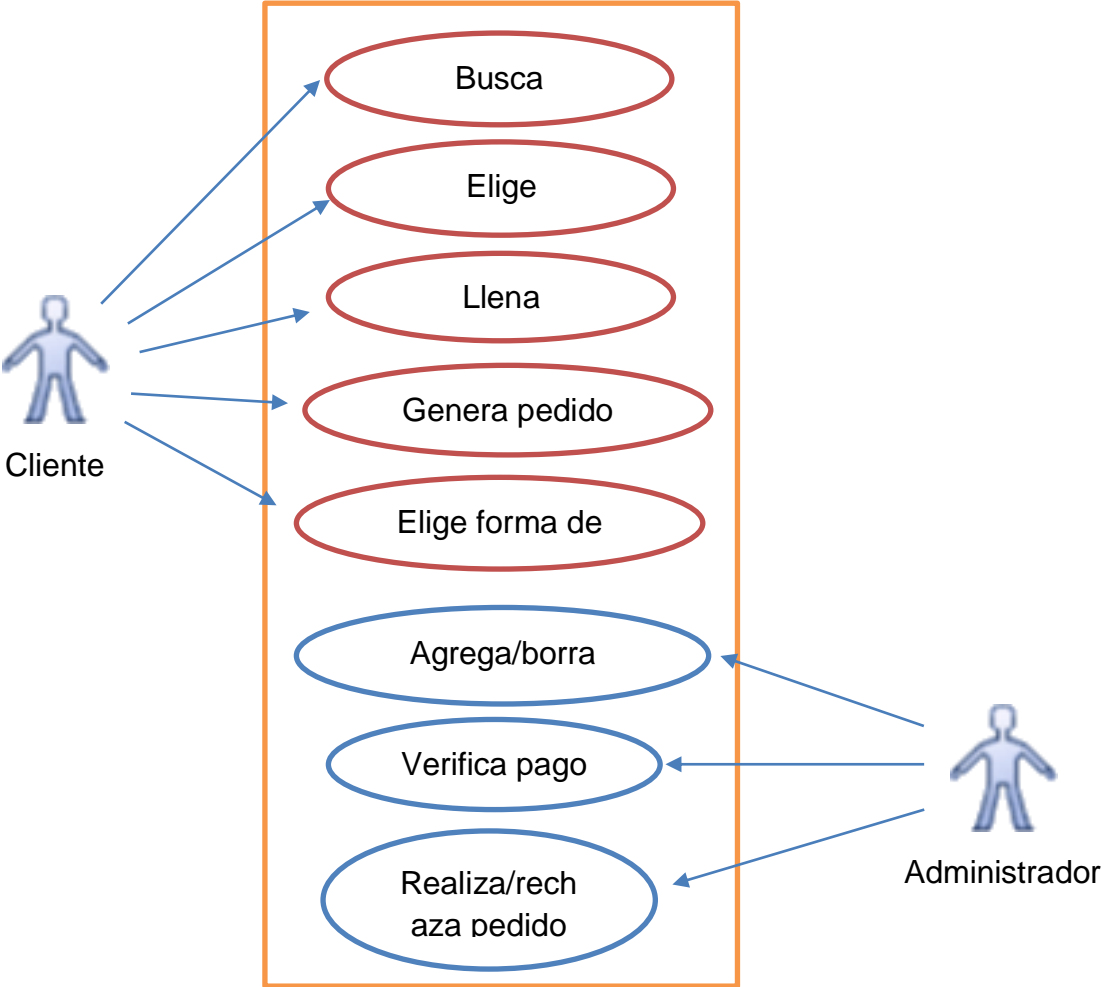 Busca
Elige
Llena
Genera pedido
Cliente
Elige forma de
Agrega/borra
Verifica pago
Administrador
Realiza/rech
aza pedido